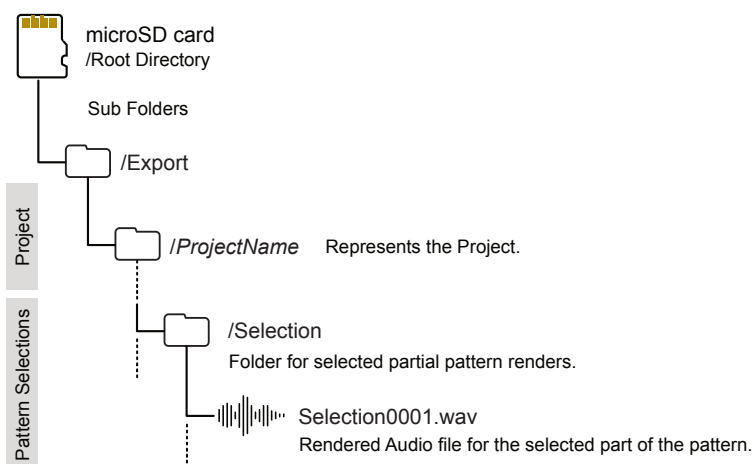 microSD card
/Root Directory
Sub Folders
/Export
Project
/ProjectName Represents the Project.
Pattern Selections
/Selection
Folder for selected partial pattern renders.
Selection0001.wav
Rendered Audio file for the selected part of the pattern.